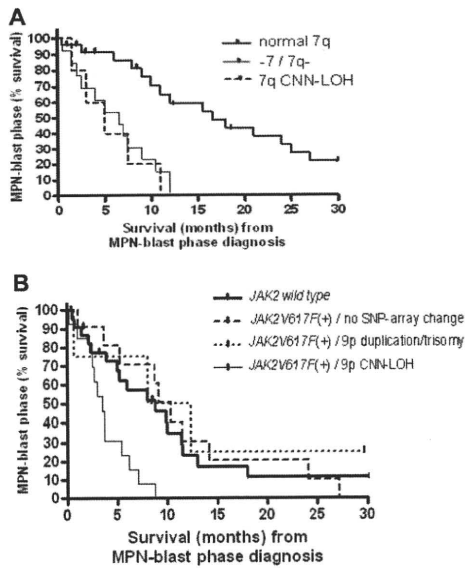 A
MPN-blast phase (% survival)
100
90
80
70
60
50
40
30
20
10
0
0 5 10 15 20 25 30
Survival (months) from
MPN-blast phase diagnosis
normal 7q
-7 / 7q-
7q CNN-LOH
B
MPN-blast phase (% survival)
100
90
80
70
60
50
40
30
20
10
0
0 5 10 15 20 25 30
Survival (months) from
MPN-blast phase diagnosis
JAK2 wild type
JAK2V617F(+) / no SNP-array change
JAK2V617F(+) / 9p duplication/trisomy
JAK2V617F(+) / 9p CNN-LOH